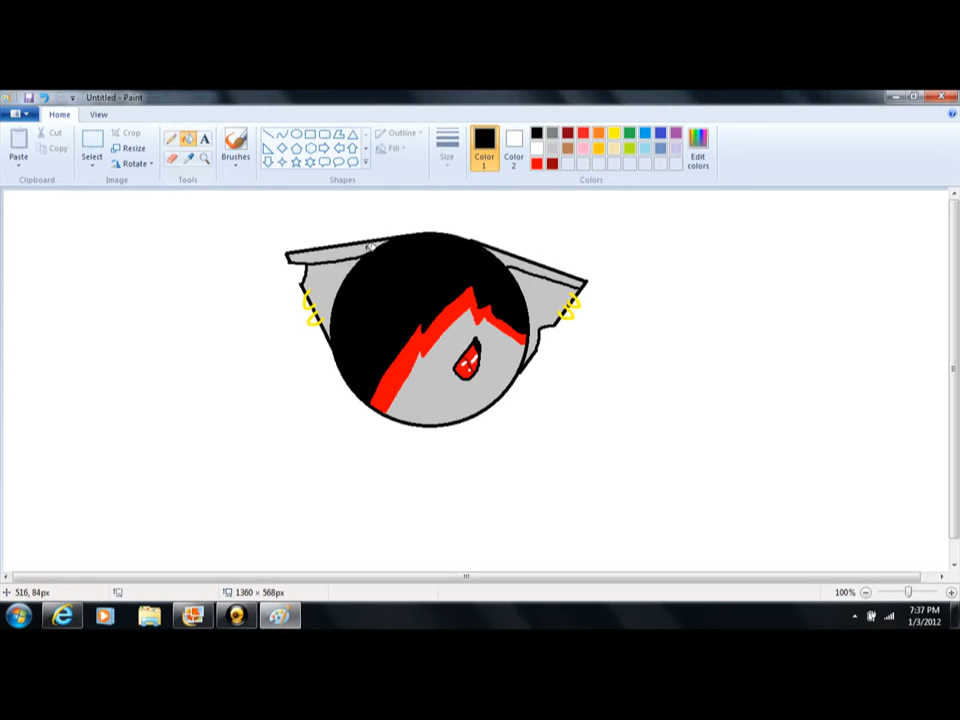 Untitled - Paint
Home View
Paste Cut Copy Select Crop Resize Rotate A Brushes Outline Fill Size Color 1 Color 2 Edit colors
Clipboard Image Tools Shapes Colors
516, 84px 1360 × 568px 100%
7:37 PM
1/3/2012